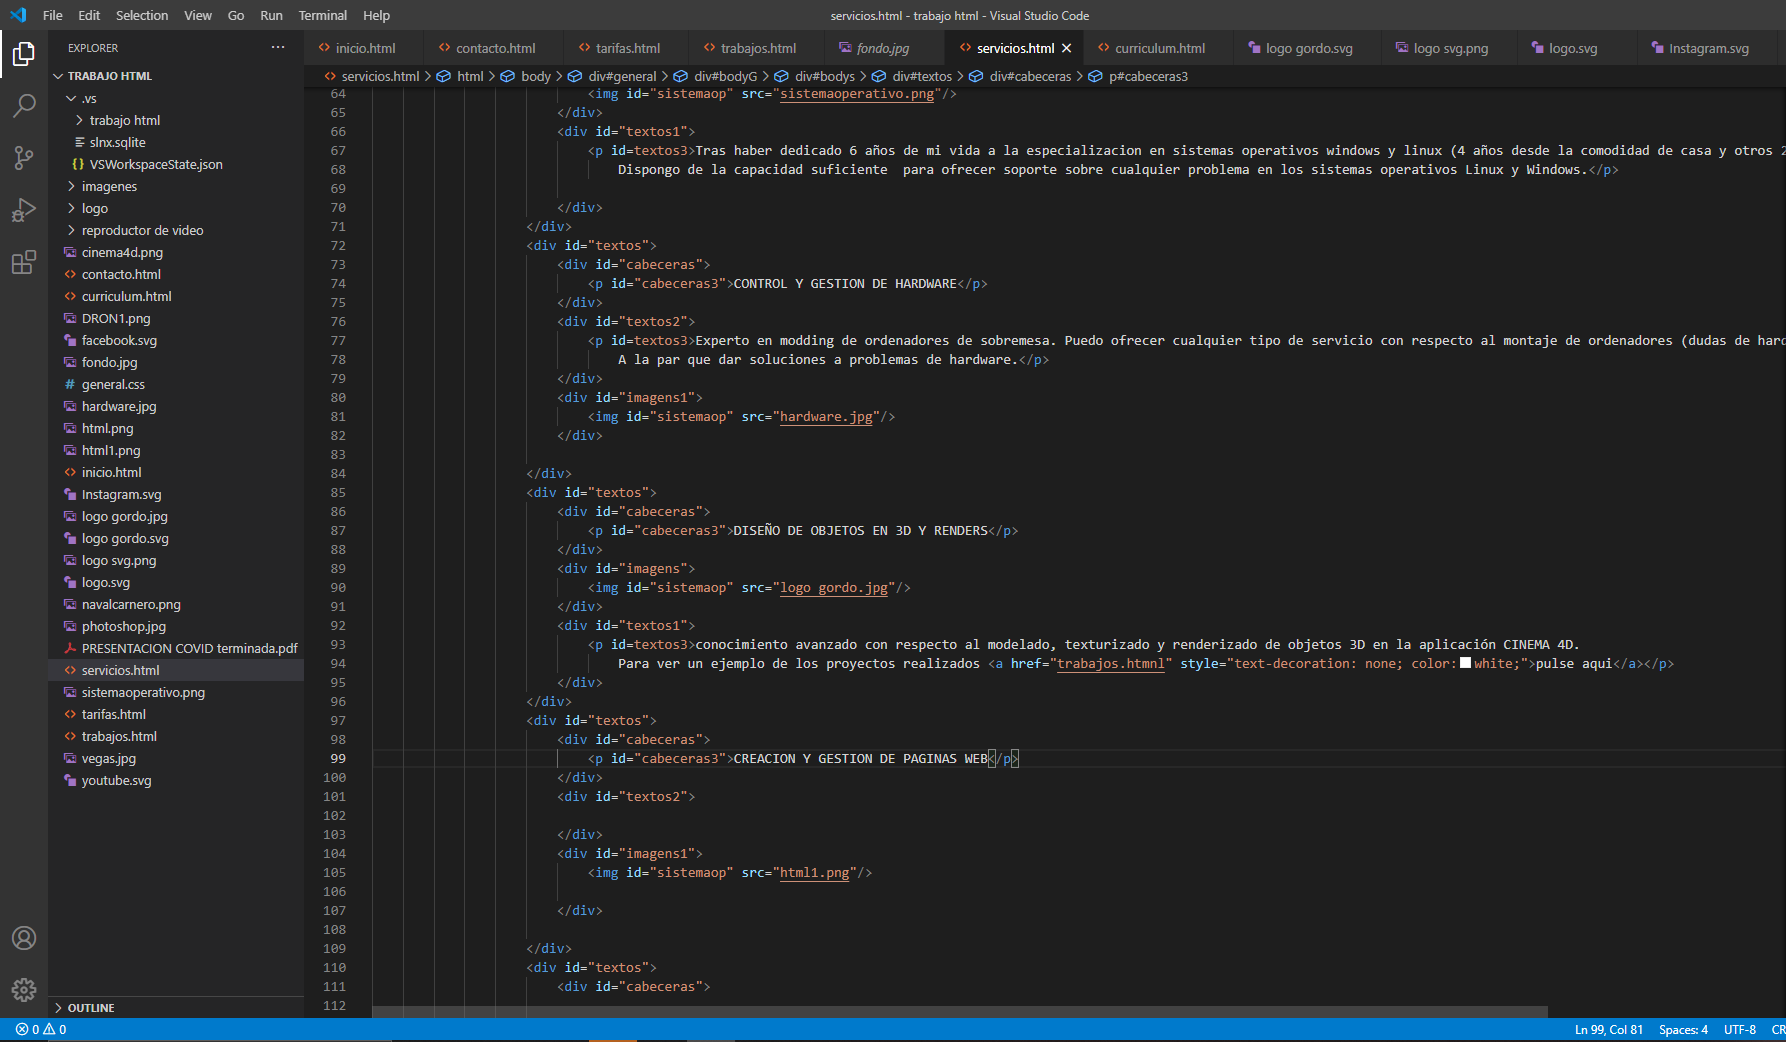 File Edit Selection View Go Run Terminal Help
servicios.html - trabajo html - Visual Studio Code
EXPLORER ···
TRABAJO HTML
.vs
trabajo html
slnx.sqlite
{} VSWorkspaceState.json
imagenes
logo
reproductor de video
cinema4d.png
contacto.html
curriculum.html
DRON1.png
facebook.svg
fondo.jpg
# general.css
hardware.jpg
html.png
html1.png
inicio.html
Instagram.svg
logo gordo.jpg
logo gordo.svg
logo svg.png
logo.svg
navalcarnero.png
photoshop.jpg
PRESENTACION COVID terminada.pdf
servicios.html
sistemaoperativo.png
tarifas.html
trabajos.html
vegas.jpg
youtube.svg
OUTLINE
inicio.html contacto.html tarifas.html trabajos.html fondo.jpg servicios.html curriculum.html logo gordo.svg logo svg.png logo.svg Instagram.svg
servicios.html > html > body > div#general > div#bodyG > div#bodys > div#textos > div#cabeceras > p#cabeceras3
64 <img id="sistemaop" src="sistemaoperativo.png"/>
65 </div>
66 <div id="textos1">
67 <p id=textos3>Tras haber dedicado 6 años de mi vida a la especializacion en sistemas operativos windows y linux (4 años desde la comodidad de casa y otros 2
68 Dispongo de la capacidad suficiente  para ofrecer soporte sobre cualquier problema en los sistemas operativos Linux y Windows.</p>
69
70 </div>
71 </div>
72 <div id="textos">
73 <div id="cabeceras">
74 <p id="cabeceras3">CONTROL Y GESTION DE HARDWARE</p>
75 </div>
76 <div id="textos2">
77 <p id=textos3>Experto en modding de ordenadores de sobremesa. Puedo ofrecer cualquier tipo de servicio con respecto al montaje de ordenadores (dudas de hard
78 A la par que dar soluciones a problemas de hardware.</p>
79 </div>
80 <div id="imagens1">
81 <img id="sistemaop" src="hardware.jpg"/>
82 </div>
83
84 </div>
85 <div id="textos">
86 <div id="cabeceras">
87 <p id="cabeceras3">DISEÑO DE OBJETOS EN 3D Y RENDERS</p>
88 </div>
89 <div id="imagens">
90 <img id="sistemaop" src="logo gordo.jpg"/>
91 </div>
92 <div id="textos1">
93 <p id=textos3>conocimiento avanzado con respecto al modelado, texturizado y renderizado de objetos 3D en la aplicación CINEMA 4D.
94 Para ver un ejemplo de los proyectos realizados <a href="trabajos.htmnl" style="text-decoration: none; color: white;">pulse aqui</a></p>
95 </div>
96 </div>
97 <div id="textos">
98 <div id="cabeceras">
99 <p id="cabeceras3">CREACION Y GESTION DE PAGINAS WEB</p>
100 </div>
101 <div id="textos2">
102
103 </div>
104 <div id="imagens1">
105 <img id="sistemaop" src="html1.png"/>
106
107 </div>
108
109 </div>
110 <div id="textos">
111 <div id="cabeceras">
112
0 0
Ln 99, Col 81 Spaces: 4 UTF-8 CR